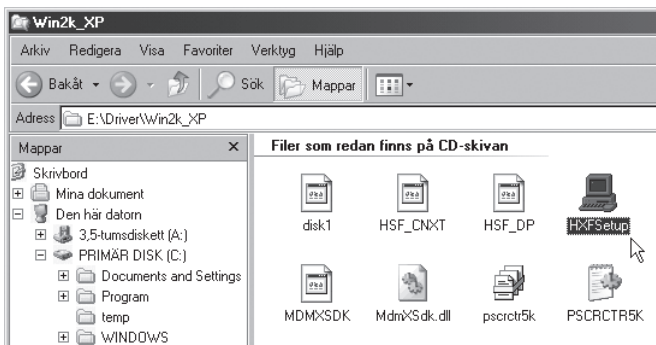 Win2k_XP
Arkiv Redigera Visa Favoriter Verktyg Hjälp
Bakåt Sök Mappar
Adress E:\Driver\Win2k_XP
Mappar
Skrivbord
Mina dokument
Den här datorn
3,5-tumsdiskett (A:)
PRIMÄR DISK (C:)
Documents and Settings
Program
temp
WINDOWS
Filer som redan finns på CD-skivan
disk1 HSF_CNXT HSF_DP HXFSetup
MDMXSDK MdmXSdk.dll pscrctr5k PSCRCTR5K